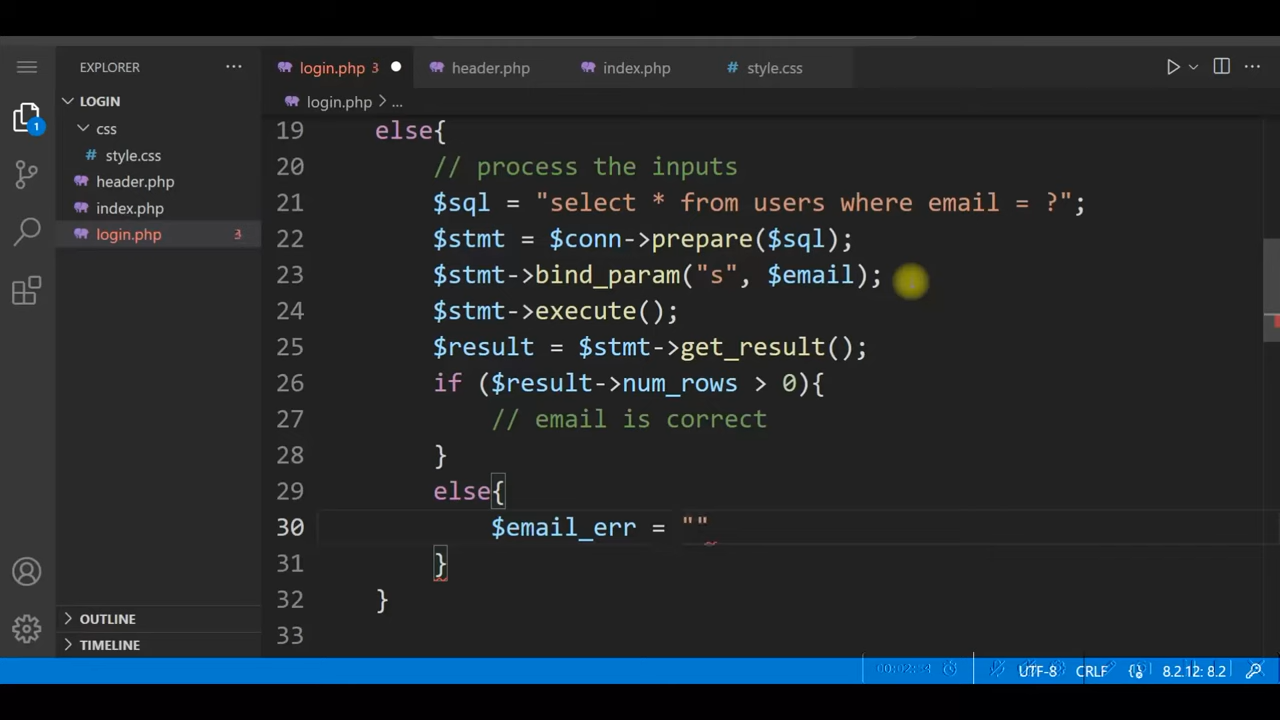 EXPLORER ...
LOGIN
css
style.css
header.php
index.php
login.php 3
OUTLINE
TIMELINE
1
login.php 3 ● header.php index.php # style.css ...
login.php > ...
19 else{
20 // process the inputs
21 $sql = "select * from users where email = ?";
22 $stmt = $conn->prepare($sql);
23 $stmt->bind_param("s", $email);
24 $stmt->execute();
25 $result = $stmt->get_result();
26 if ($result->num_rows > 0){
27 // email is correct
28 }
29 else{
30 $email_err = ""
31 }
32 }
33
UTF-8 CRLF {} 8.2.12: 8.2